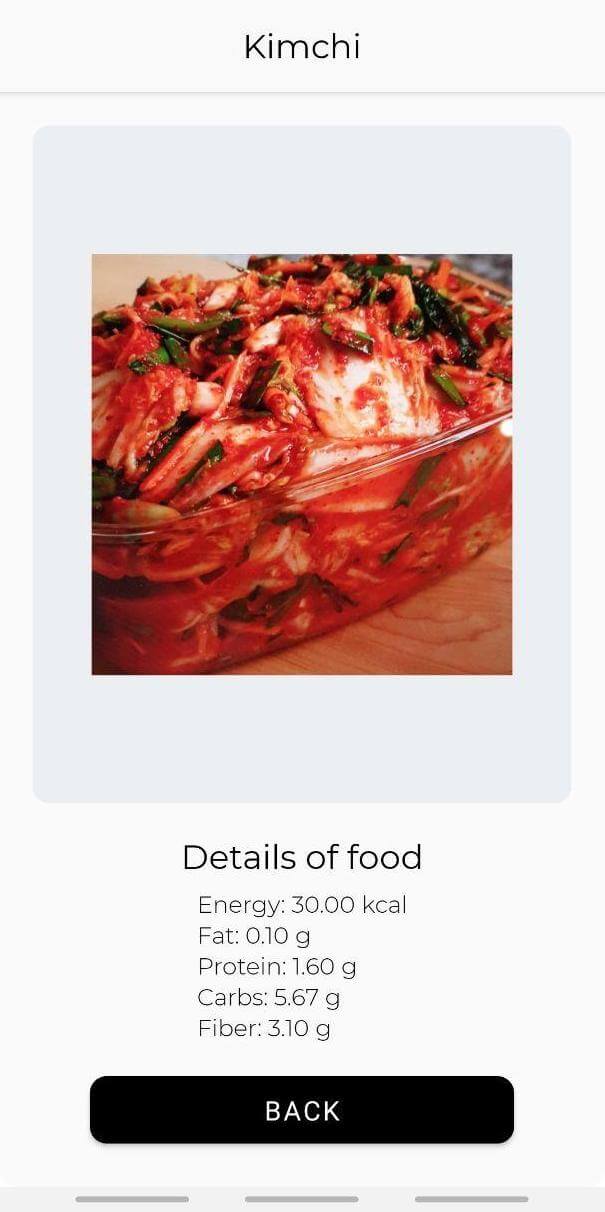 Kimchi
Details of food
Energy: 30.00 kcal
Fat: 0.10 g
Protein: 1.60 g
Carbs: 5.67 g
Fiber: 3.10 g
BACK